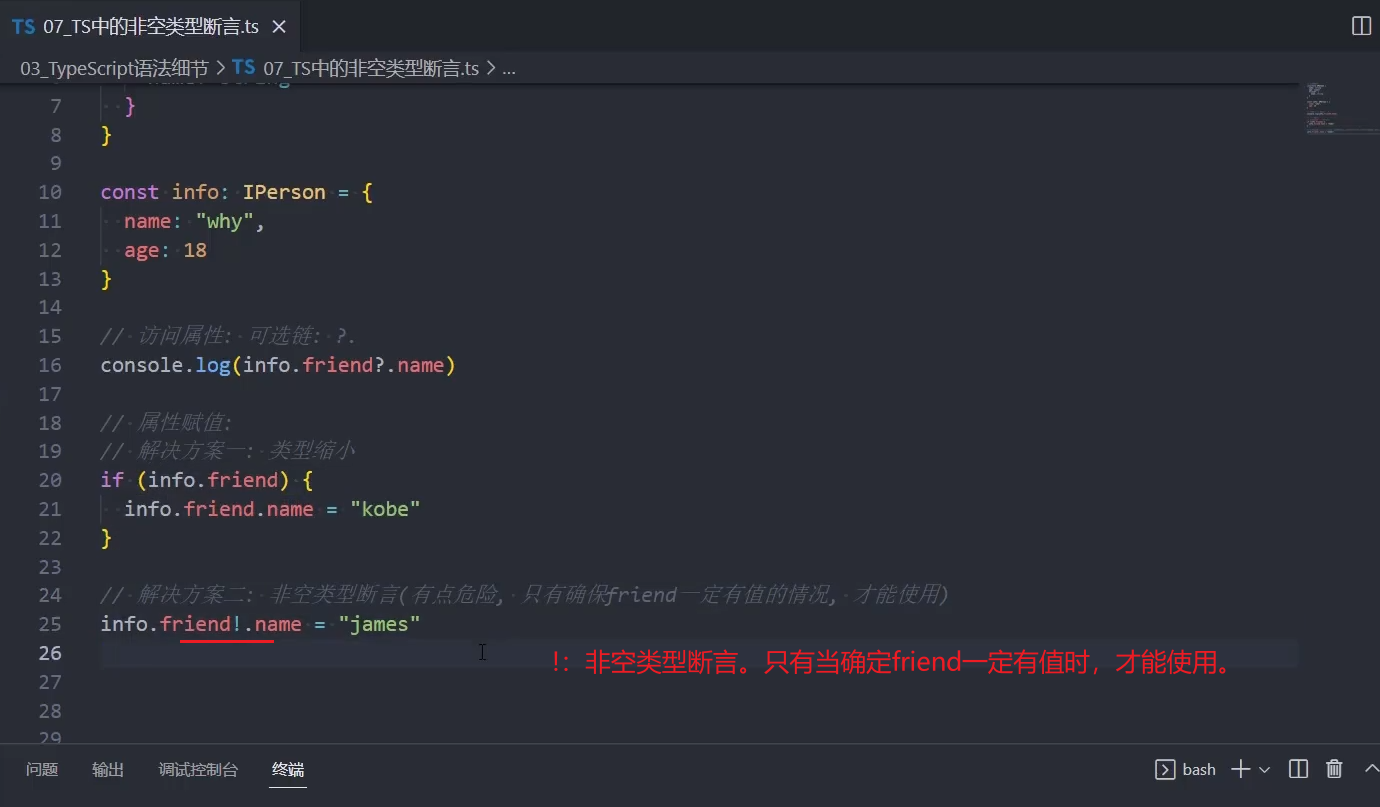 TS 07_TS中的非空类型断言.ts
03_TypeScript语法细节 > TS 07_TS中的非空类型断言.ts > ...
7 }
8 }
9
10 const info: IPerson = {
11 name: "why",
12 age: 18
13 }
14
15 // 访问属性: 可选链: ?.
16 console.log(info.friend?.name)
17
18 // 属性赋值:
19 // 解决方案一: 类型缩小
20 if (info.friend) {
21 info.friend.name = "kobe"
22 }
23
24 // 解决方案二: 非空类型断言(有点危险, 只有确保friend一定有值的情况, 才能使用)
25 info.friend!.name = "james"
26
!：非空类型断言。只有当确定friend一定有值时，才能使用。
27
28
29
问题 输出 调试控制台 终端 bash